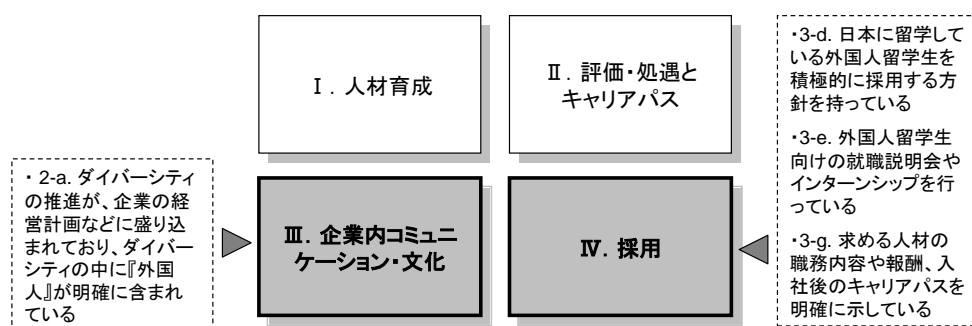 Ⅰ. 人材育成
Ⅱ. 評価・処遇と
キャリアパス
・3-d. 日本に留学して
いる外国人留学生を
積極的に採用する方
針を持っている
・3-e. 外国人留学生
向けの就職説明会や
インターンシップを行
っている
・3-g. 求める人材の
職務内容や報酬、入
社後のキャリアパスを
明確に示している
・ 2-a. ダイバーシティ
の推進が、企業の経
営計画などに盛り込
まれており、ダイバー
シティの中に『外国
人』が明確に含まれ
ている
Ⅲ. 企業内コミュニ
ケーション・文化
Ⅳ. 採用